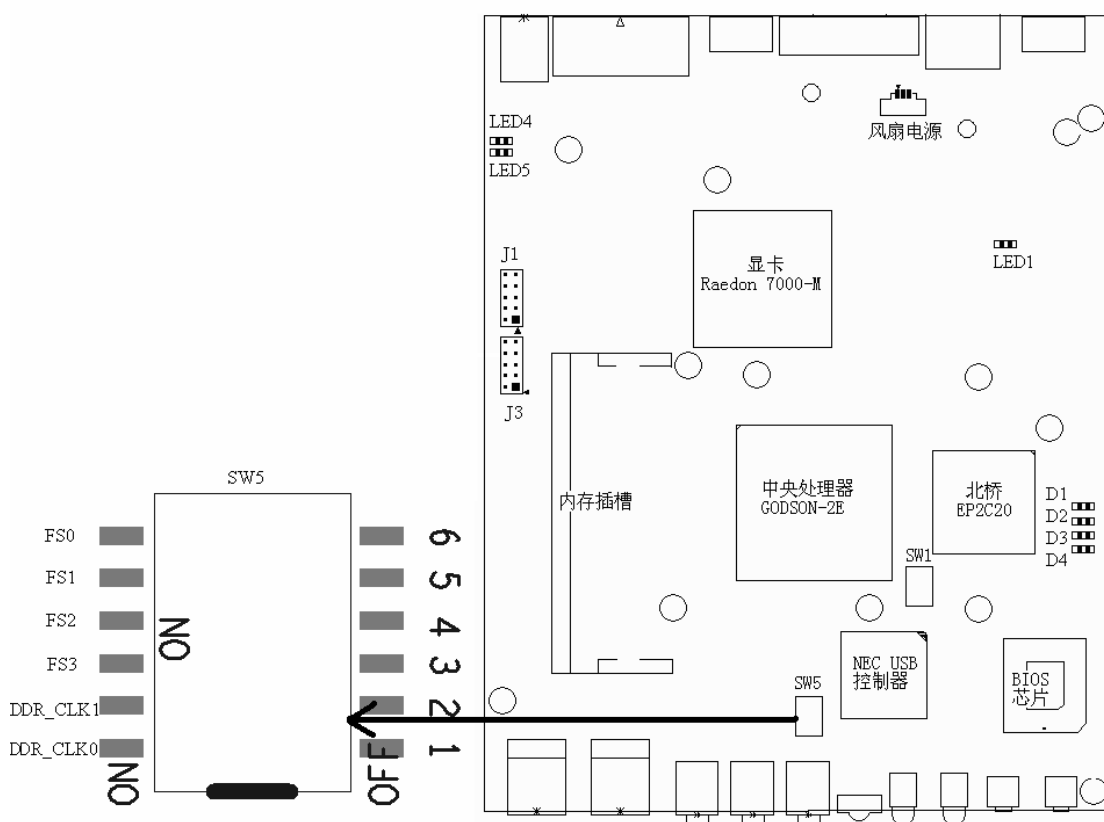 LED4
LED5
风扇电源
J1
显卡
Raedon 7000-M
LED1
J3
SW5
FS0
6
FS1
5
FS2
4
ON
FS3
3
DDR_CLK1
2
DDR_CLK0
1
ON
OFF
内存插槽
中央处理器
GODSON-2E
北桥
EP2C20
D1
D2
D3
D4
SW1
NEC USB
控制器
SW5
BIOS
芯片